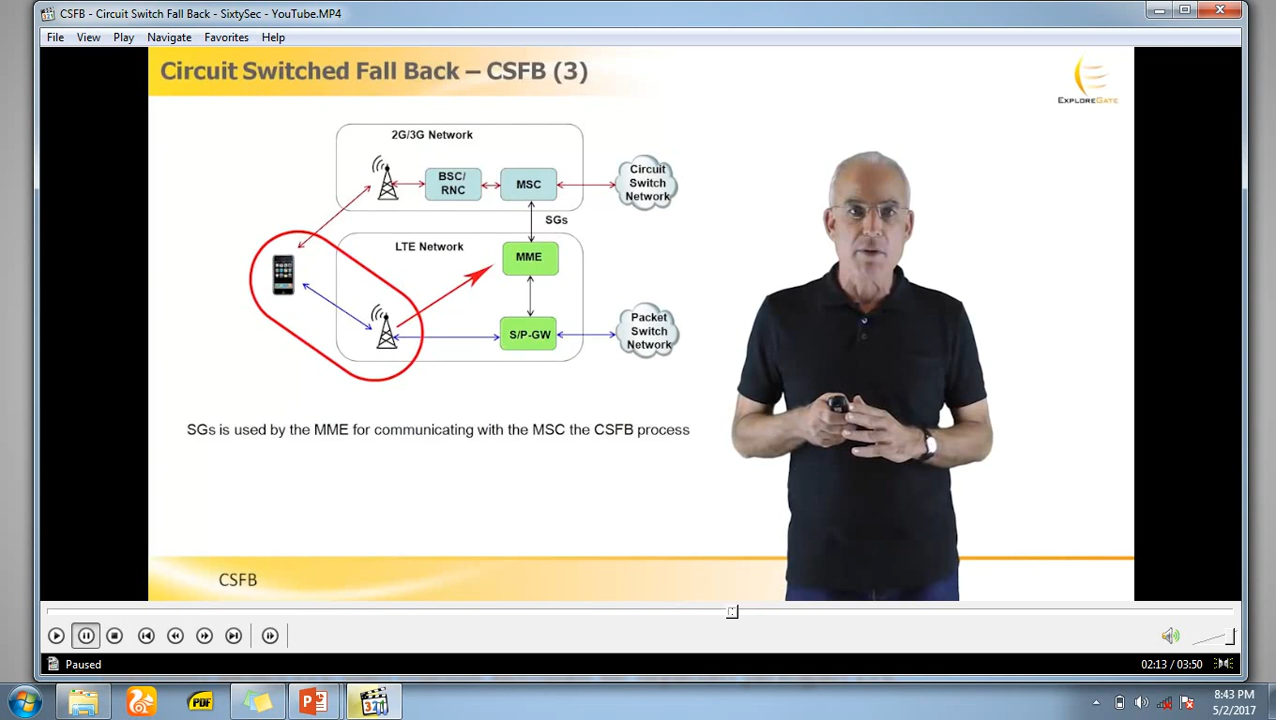 CSFB - Circuit Switch Fall Back - SixtySec - YouTube.MP4
File View Play Navigate Favorites Help
Circuit Switched Fall Back – CSFB (3)
EXPLOREGATE
2G/3G Network
BSC/
RNC
MSC
Circuit
Switch
Network
SGs
LTE Network
MME
S/P-GW
Packet
Switch
Network
SGs is used by the MME for communicating with the MSC the CSFB process
CSFB
Paused
02:13 / 03:50
PDF
321
8:43 PM
5/2/2017